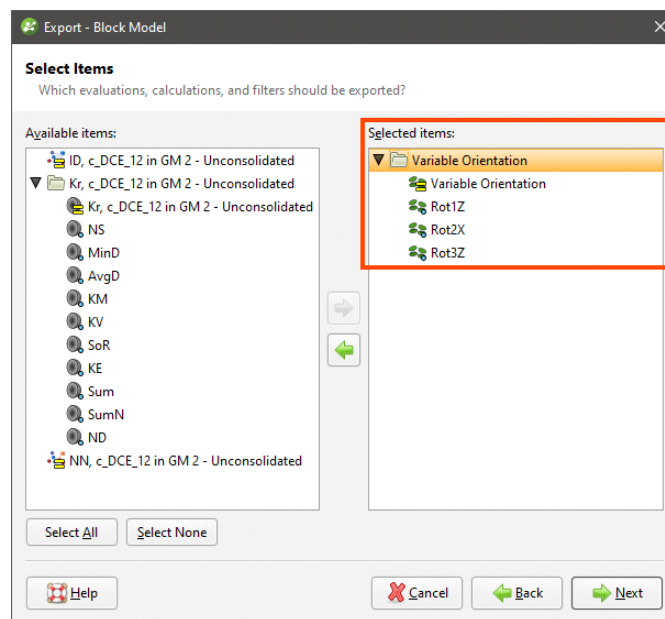 Export - Block Model
Select Items
Which evaluations, calculations, and filters should be exported?
Available items:
ID, c_DCE_12 in GM 2 - Unconsolidated
Kr, c_DCE_12 in GM 2 - Unconsolidated
Kr, c_DCE_12 in GM 2 - Unconsolidated
NS
MinD
AvgD
KM
KV
SoR
KE
Sum
SumN
ND
NN, c_DCE_12 in GM 2 - Unconsolidated
Selected items:
Variable Orientation
Variable Orientation
Rot1Z
Rot2X
Rot3Z
Select All
Select None
Help
Cancel
Back
Next